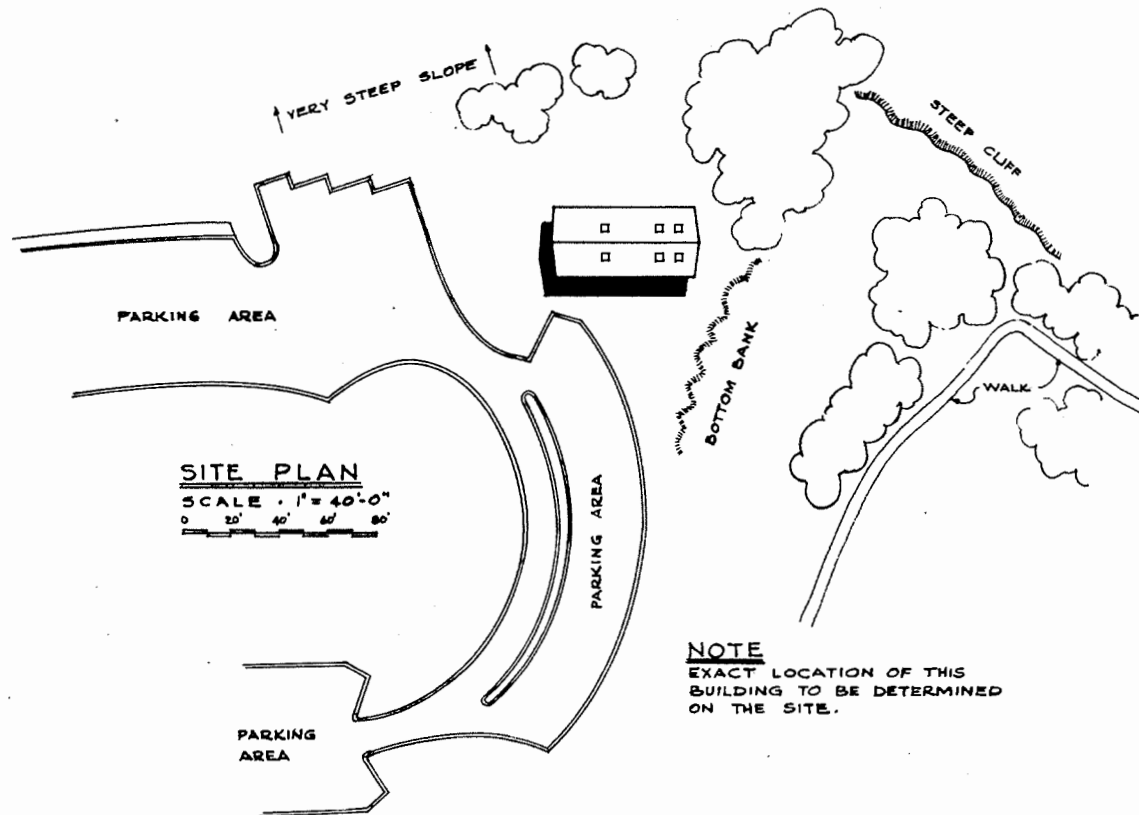 VERY STEEP SLOPE
STEEP CLIFF
PARKING AREA
BOTTOM BANK
WALK
SITE PLAN
SCALE · 1" = 40'-0"
0 20' 40' 60' 80'
PARKING AREA
NOTE
EXACT LOCATION OF THIS
BUILDING TO BE DETERMINED
ON THE SITE.
PARKING
AREA